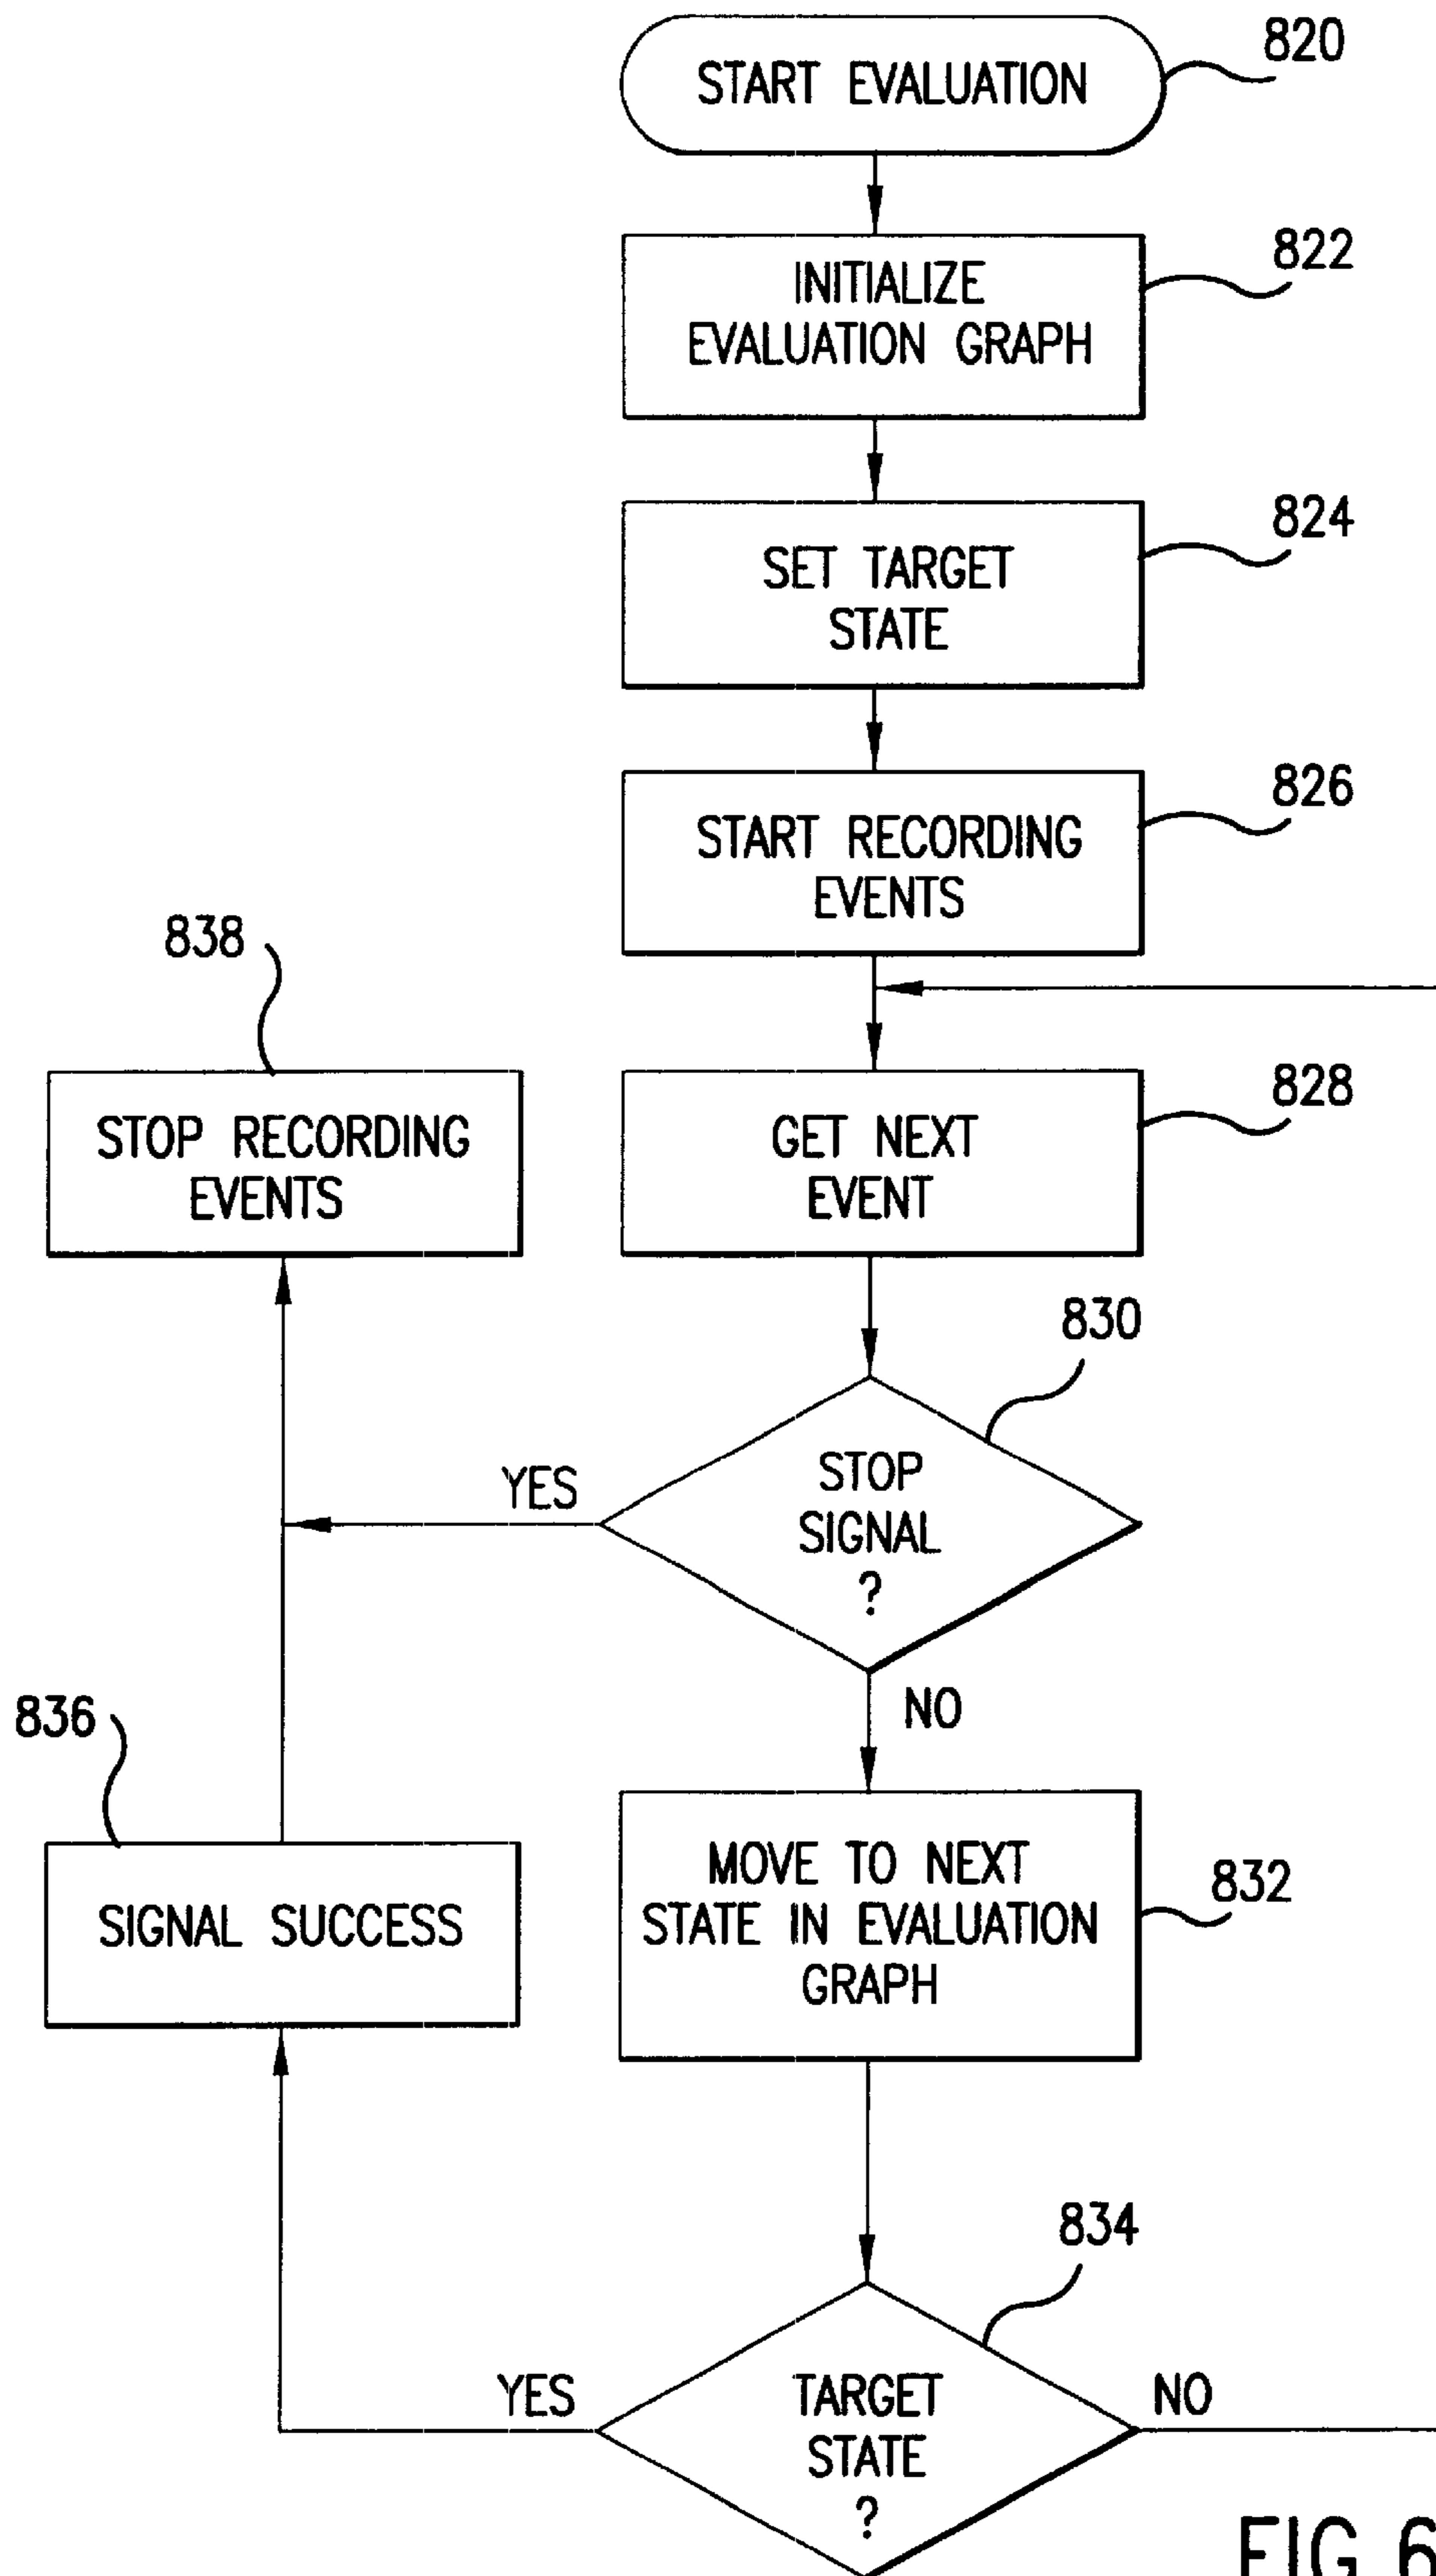 START EVALUATION
820
INITIALIZE
EVALUATION GRAPH
822
SET TARGET
STATE
824
START RECORDING
EVENTS
826
838
STOP RECORDING
EVENTS
GET NEXT
EVENT
828
830
STOP
SIGNAL
?
YES
NO
836
SIGNAL SUCCESS
MOVE TO NEXT
STATE IN EVALUATION
GRAPH
832
834
TARGET
STATE
?
YES
NO
FIG 6